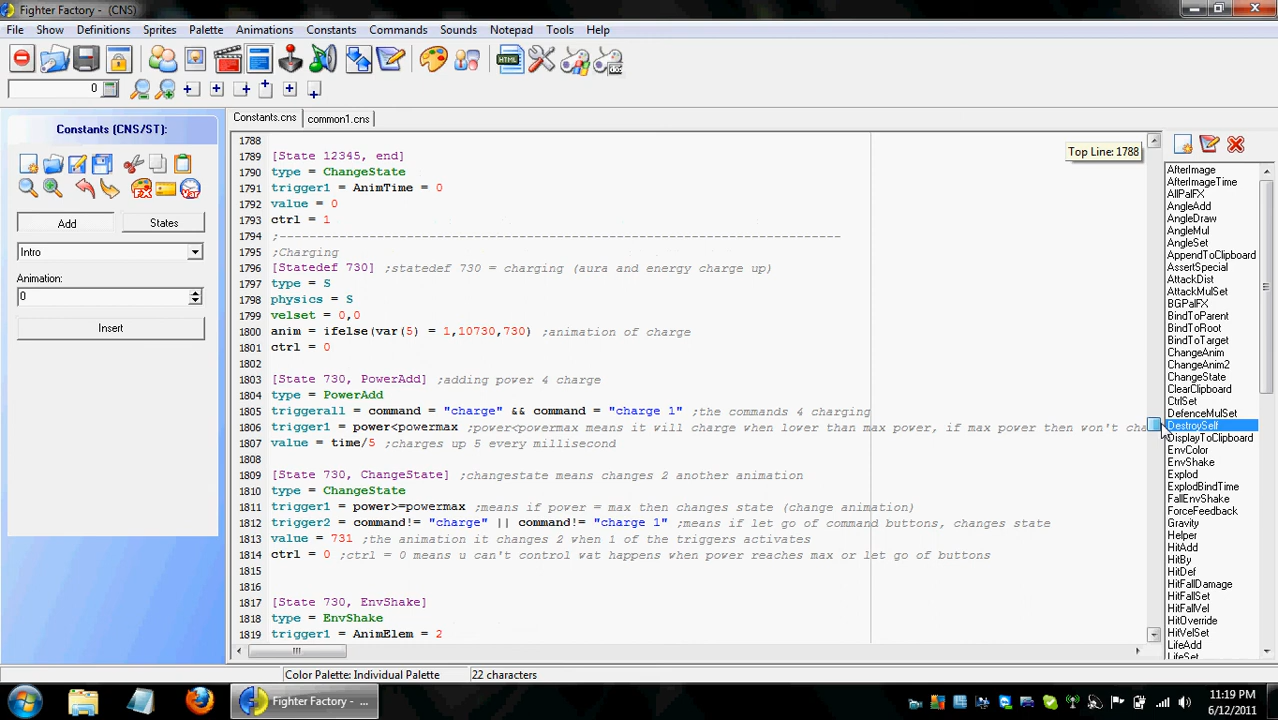 Fighter Factory - (CNS)
File Show Definitions Sprites Palette Animations Constants Commands Sounds Notepad Tools Help
0
Constants (CNS/ST):
Add States
Intro
Animation:
0
Insert
Constants.cns common1.cns
Top Line: 1788
1788
1789 [State 12345, end]
1790 type = ChangeState
1791 trigger1 = AnimTime = 0
1792 value = 0
1793 ctrl = 1
1794 ;--------------------------------------------------------------------------------
1795 ;Charging
1796 [Statedef 730] ;statedef 730 = charging (aura and energy charge up)
1797 type = S
1798 physics = S
1799 velset = 0,0
1800 anim = ifelse(var(5) = 1,10730,730) ;animation of charge
1801 ctrl = 0
1802
1803 [State 730, PowerAdd] ;adding power 4 charge
1804 type = PowerAdd
1805 triggerall = command = "charge" && command = "charge 1" ;the commands 4 charging
1806 trigger1 = power<powermax ;power<powermax means it will charge when lower than max power, if max power then won't cha
1807 value = time/5 ;charges up 5 every millisecond
1808
1809 [State 730, ChangeState] ;changestate means changes 2 another animation
1810 type = ChangeState
1811 trigger1 = power>=powermax ;means if power = max then changes state (change animation)
1812 trigger2 = command!= "charge" || command!= "charge 1" ;means if let go of command buttons, changes state
1813 value = 731 ;the animation it changes 2 when 1 of the triggers activates
1814 ctrl = 0 ;ctrl = 0 means u can't control wat happens when power reaches max or let go of buttons
1815
1816
1817 [State 730, EnvShake]
1818 type = EnvShake
1819 trigger1 = AnimElem = 2
AfterImage
AfterImageTime
AllPalFX
AngleAdd
AngleDraw
AngleMul
AngleSet
AppendToClipboard
AssertSpecial
AttackDist
AttackMulSet
BGPalFX
BindToParent
BindToRoot
BindToTarget
ChangeAnim
ChangeAnim2
ChangeState
ClearClipboard
CtrlSet
DefenceMulSet
DestroySelf
DisplayToClipboard
EnvColor
EnvShake
Explod
ExplodBindTime
FallEnvShake
ForceFeedback
Gravity
Helper
HitAdd
HitBy
HitDef
HitFallDamage
HitFallSet
HitFallVel
HitOverride
HitVelSet
LifeAdd
LifeSet
Color Palette: Individual Palette 22 characters
Fighter Factory - ...
11:19 PM
6/12/2011